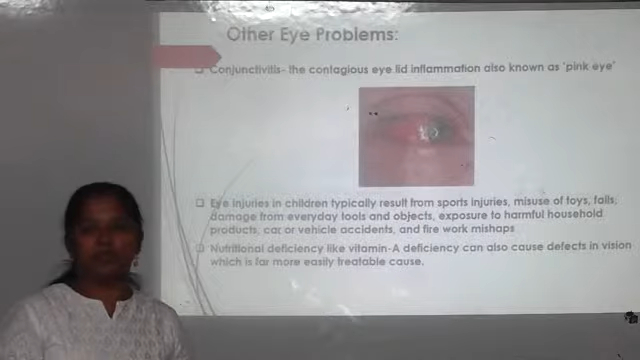 Other Eye Problems:
Conjunctivitis- the contagious eye lid inflammation also known as 'pink eye'
Eye injuries in children typically result from sports injuries, misuse of toys, falls,
damage from everyday tools and objects, exposure to harmful household
products, car or vehicle accidents, and fire work mishaps
Nutritional deficiency like vitamin-A deficiency can also cause defects in vision
which is far more easily treatable cause.